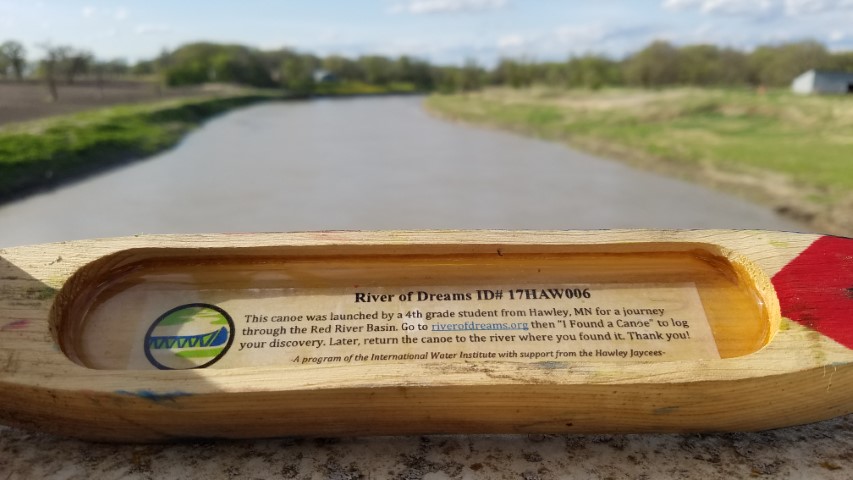 River of Dreams ID# 17HAW006
This canoe was launched by a 4th grade student from Hawley, MN for a journey
through the Red River Basin. Go to riverofdreams.org then "I Found a Canoe" to log
your discovery. Later, return the canoe to the river where you found it. Thank you!
-A program of the International Water Institute with support from the Hawley Jaycees-